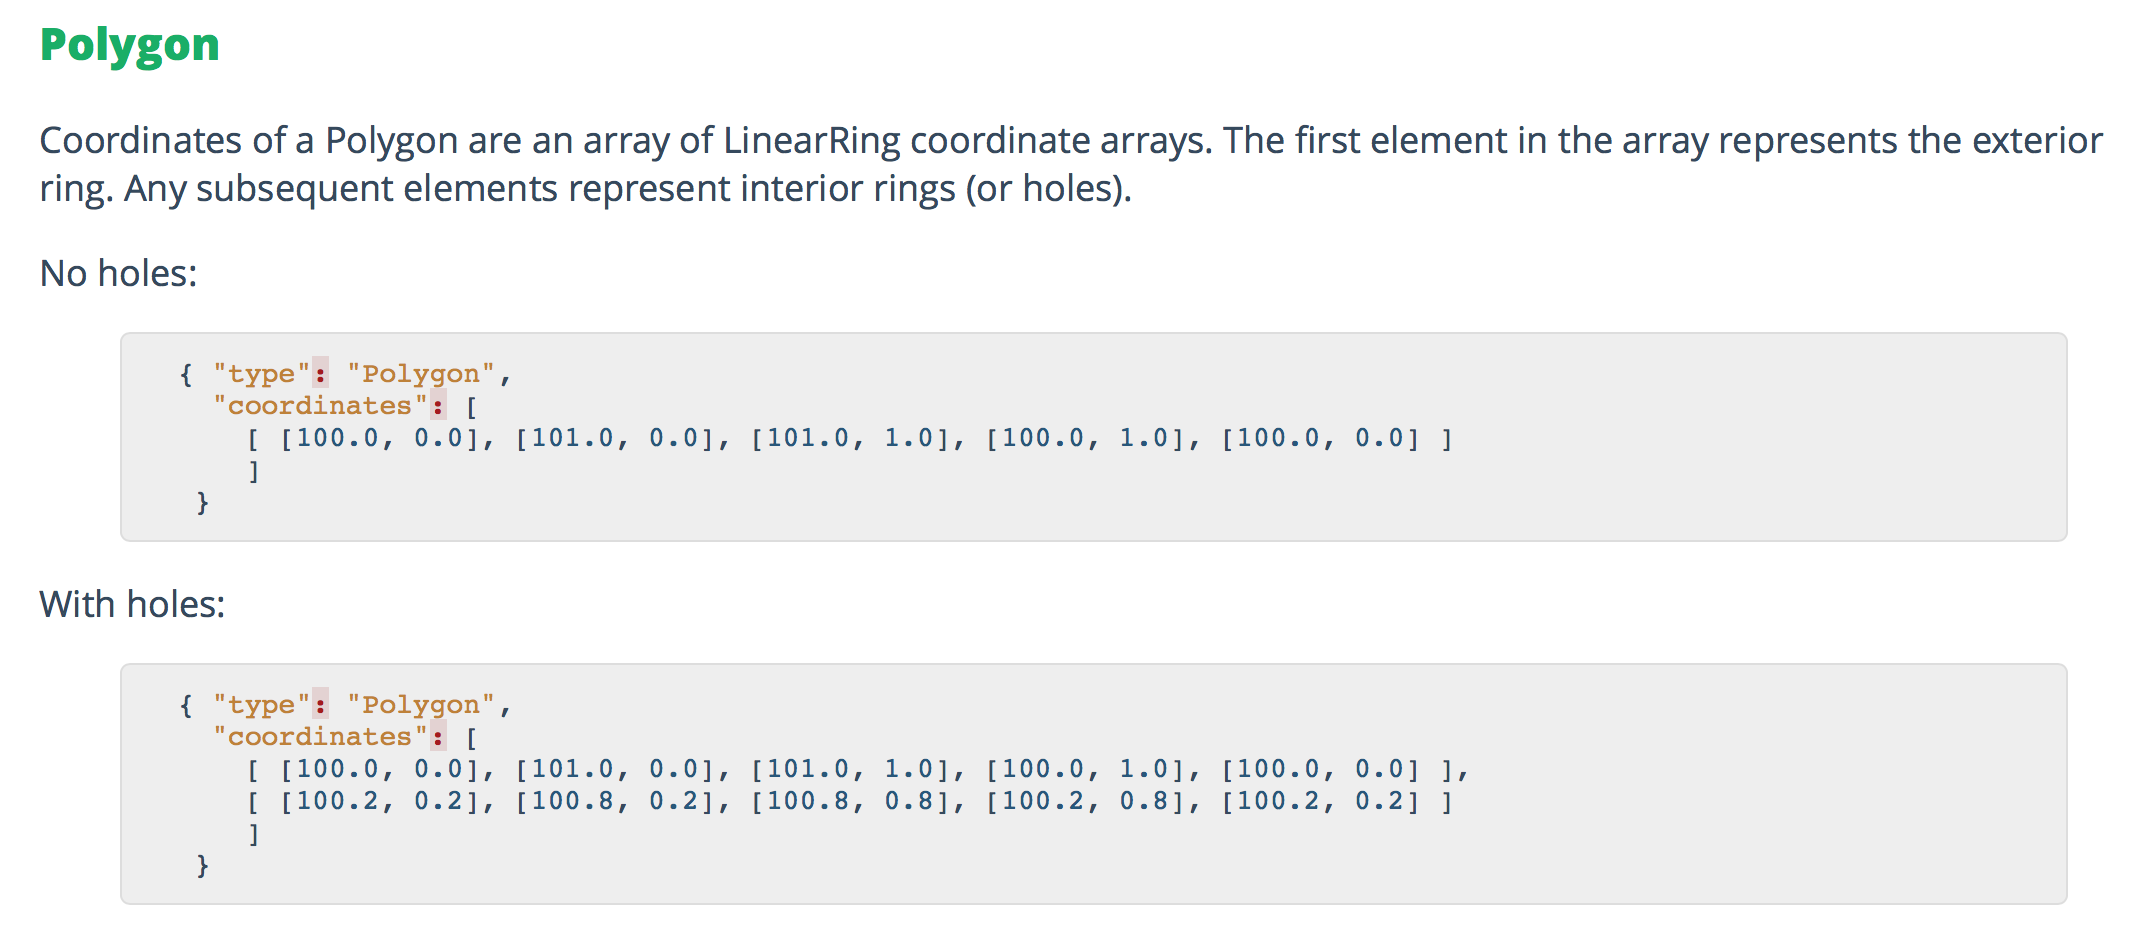 Polygon
Coordinates of a Polygon are an array of LinearRing coordinate arrays. The first element in the array represents the exterior
ring. Any subsequent elements represent interior rings (or holes).
No holes:
{ "type": "Polygon",
"coordinates": [
[ [100.0, 0.0], [101.0, 0.0], [101.0, 1.0], [100.0, 1.0], [100.0, 0.0] ]
]
}
With holes:
{ "type": "Polygon",
"coordinates": [
[ [100.0, 0.0], [101.0, 0.0], [101.0, 1.0], [100.0, 1.0], [100.0, 0.0] ],
[ [100.2, 0.2], [100.8, 0.2], [100.8, 0.8], [100.2, 0.8], [100.2, 0.2] ]
]
}